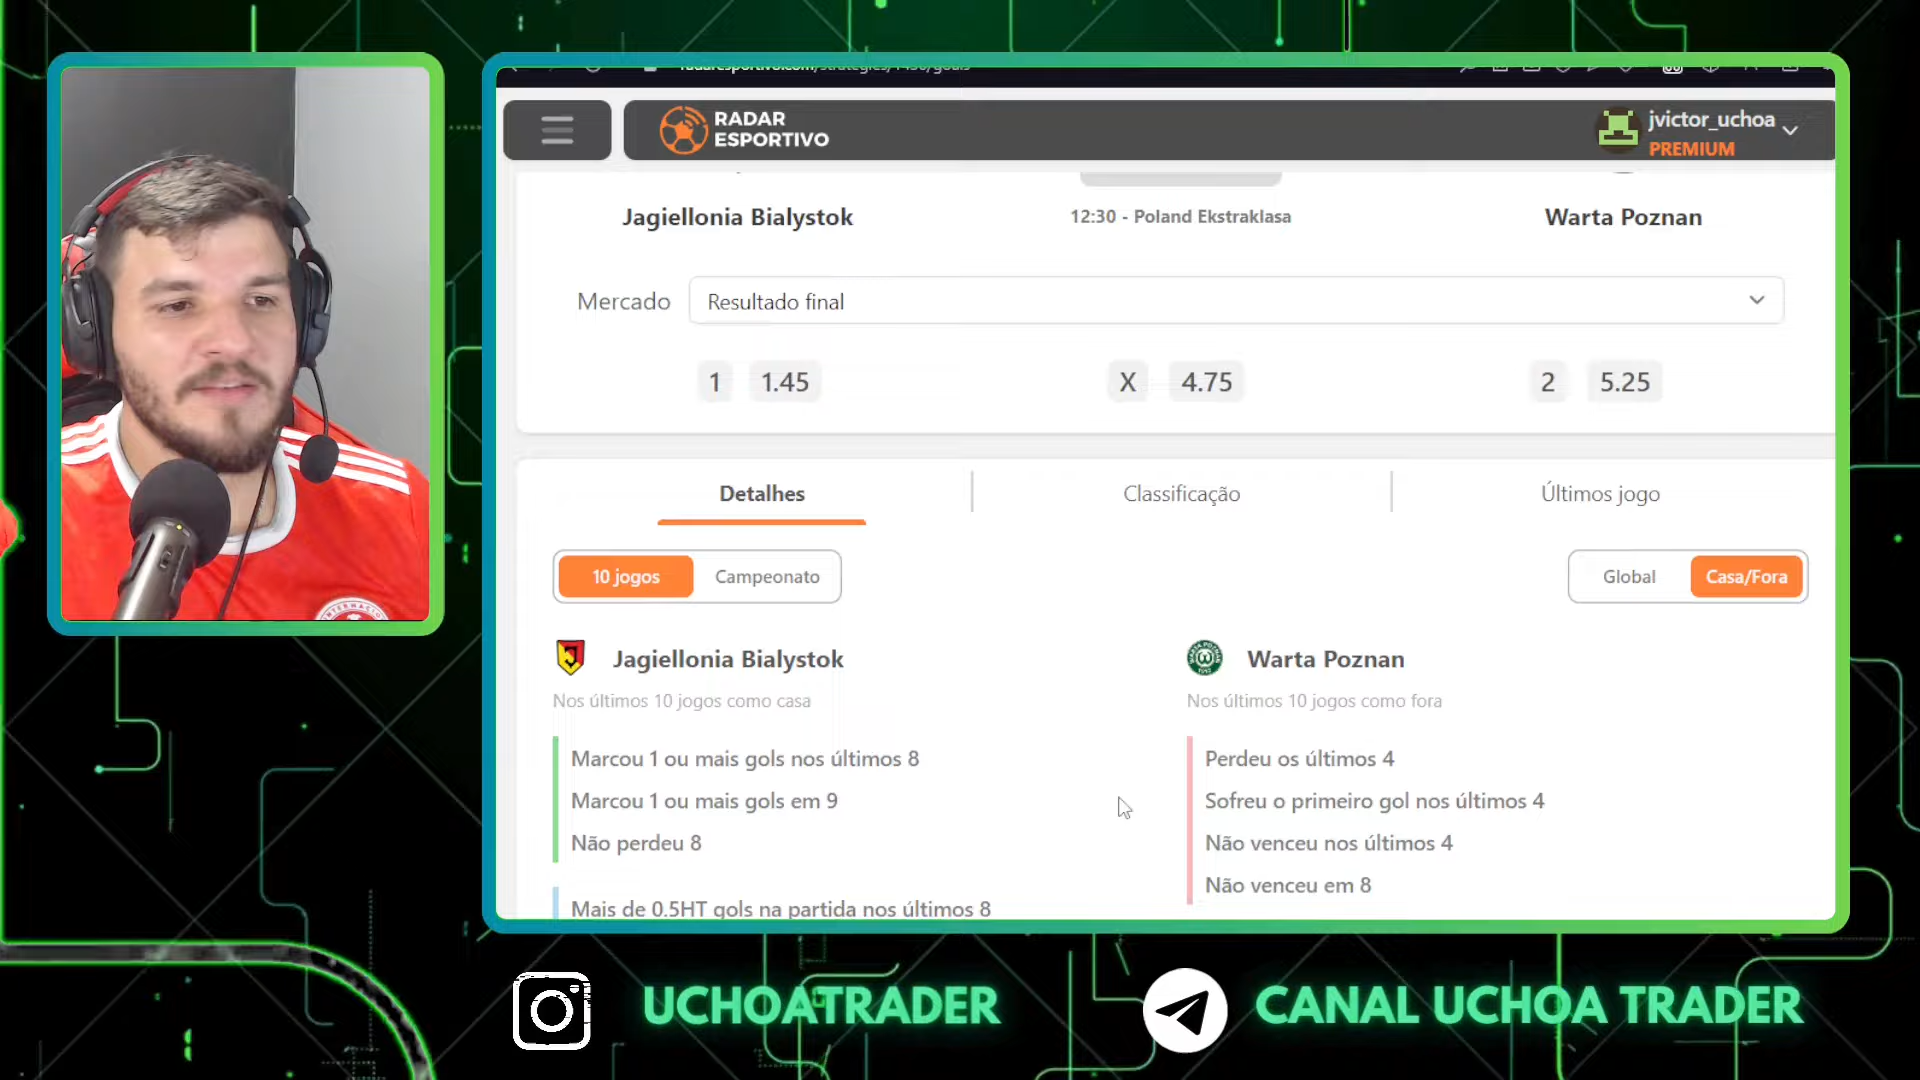 RADAR
ESPORTIVO
jvictor_uchoa
PREMIUM
Jagiellonia Bialystok
12:30 - Poland Ekstraklasa
Warta Poznan
Mercado
Resultado final
1 1.45
X 4.75
2 5.25
Detalhes
Classificação
Últimos jogo
10 jogos
Campeonato
Global
Casa/Fora
Jagiellonia Bialystok
Nos últimos 10 jogos como casa
Marcou 1 ou mais gols nos últimos 8
Marcou 1 ou mais gols em 9
Não perdeu 8
Mais de 0.5HT gols na partida nos últimos 8
Warta Poznan
Nos últimos 10 jogos como fora
Perdeu os últimos 4
Sofreu o primeiro gol nos últimos 4
Não venceu nos últimos 4
Não venceu em 8
UCHOATRADER
CANAL UCHOA TRADER